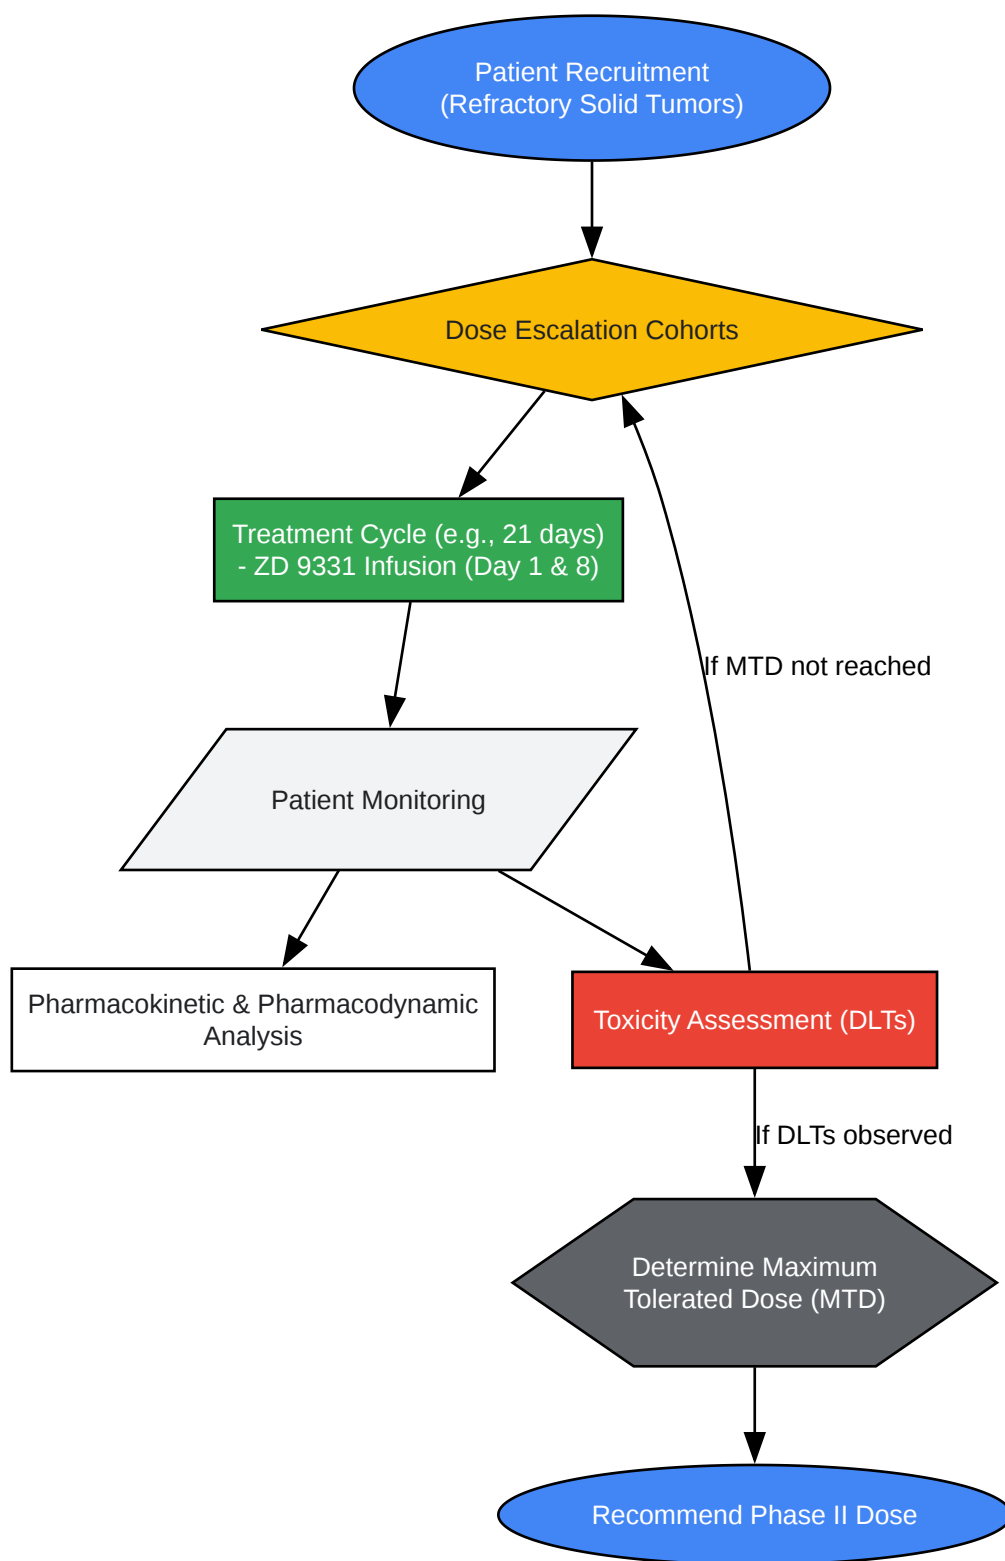 Patient Recruitment
(Refractory Solid Tumors)
Dose Escalation Cohorts
Treatment Cycle (e.g., 21 days)
- ZD 9331 Infusion (Day 1 & 8)
If MTD not reached
Patient Monitoring
Pharmacokinetic & Pharmacodynamic
Analysis
Toxicity Assessment (DLTs)
If DLTs observed
Determine Maximum
Tolerated Dose (MTD)
Recommend Phase II Dose